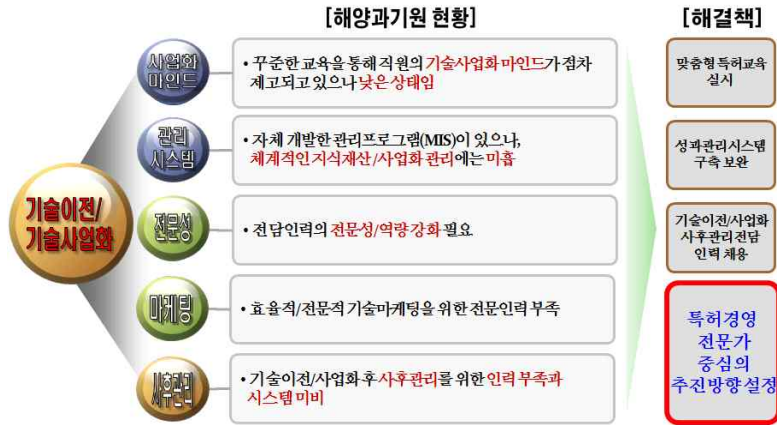 [해양과기원 현황]
[해결책]
기술이전/
기술사업화
사업화
마인드
• 꾸준한 교육을 통해 직원의 기술사업화 마인드가 점차
제고되고 있으나 낮은 상태임
맞춤형 특허교육
실시
관리
시스템
• 자체 개발한 관리프로그램(MIS)이 있으나,
체계적인 지식재산/사업화 관리에는 미흡
성과관리시스템
구축 보완
전문성
• 전담인력의 전문성/역량 강화 필요
기술이전/사업화
사후관리 전담
인력 채용
마케팅
• 효율적/전문적 기술마케팅을 위한 전문인력 부족
특허경영
전문가
중심의
추진방향 설정
사후관리
• 기술이전/사업화 후 사후관리를 위한 인력 부족과
시스템 미비